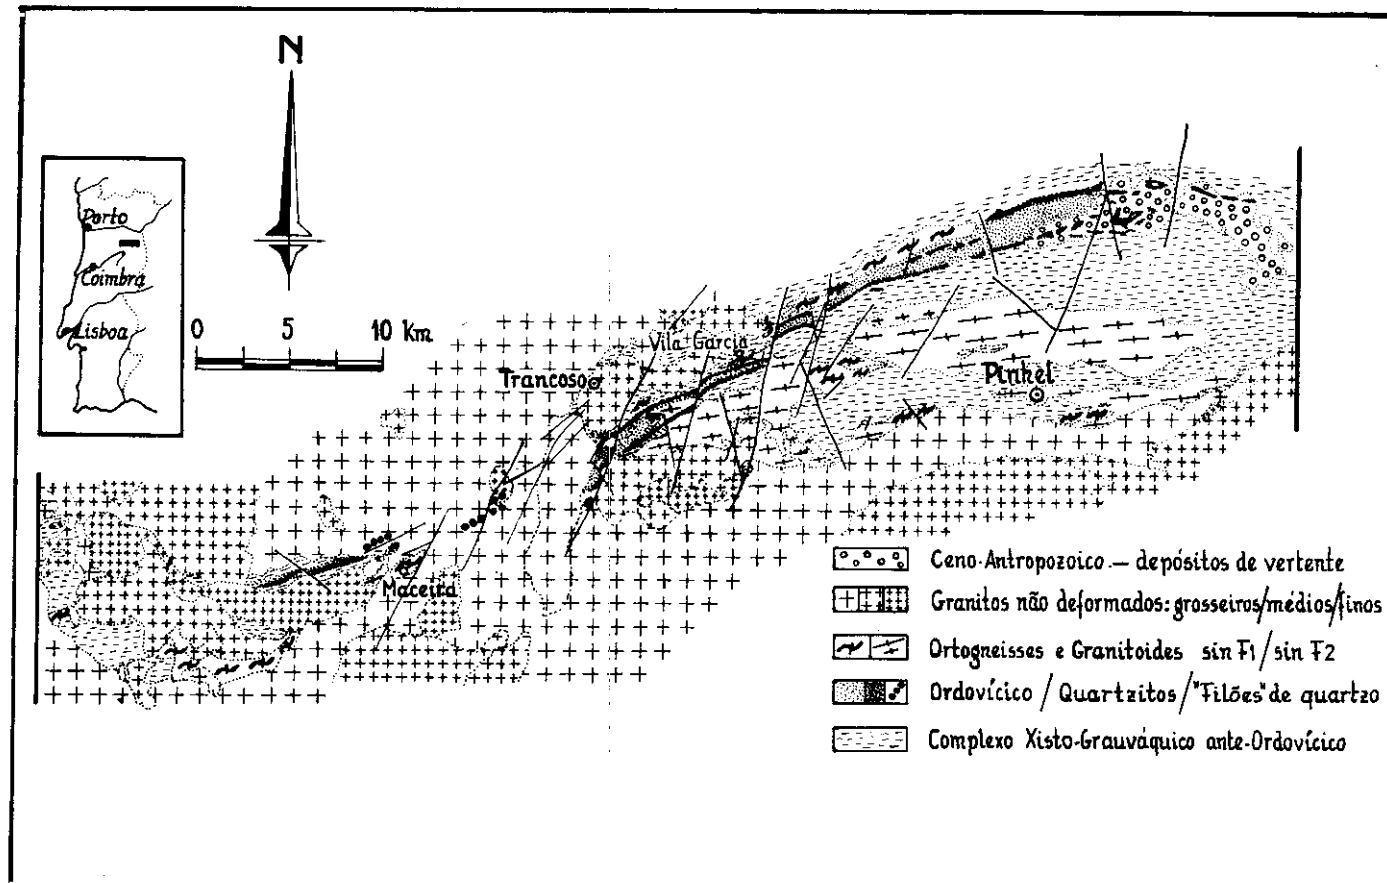 N
Porto
Coimbra
Lisboa
0 5 10 km
Vila Garcia
Trancoso
Pinhel
Maceira
Ceno-Antropozoico — depósitos de vertente
Granitos não deformados: grosseiros/médios/finos
Ortogneisses e Granitoides sin F1/sin F2
Ordovícico / Quartzitos / "Filões" de quartzo
Complexo Xisto-Grauváquico ante-Ordovícico